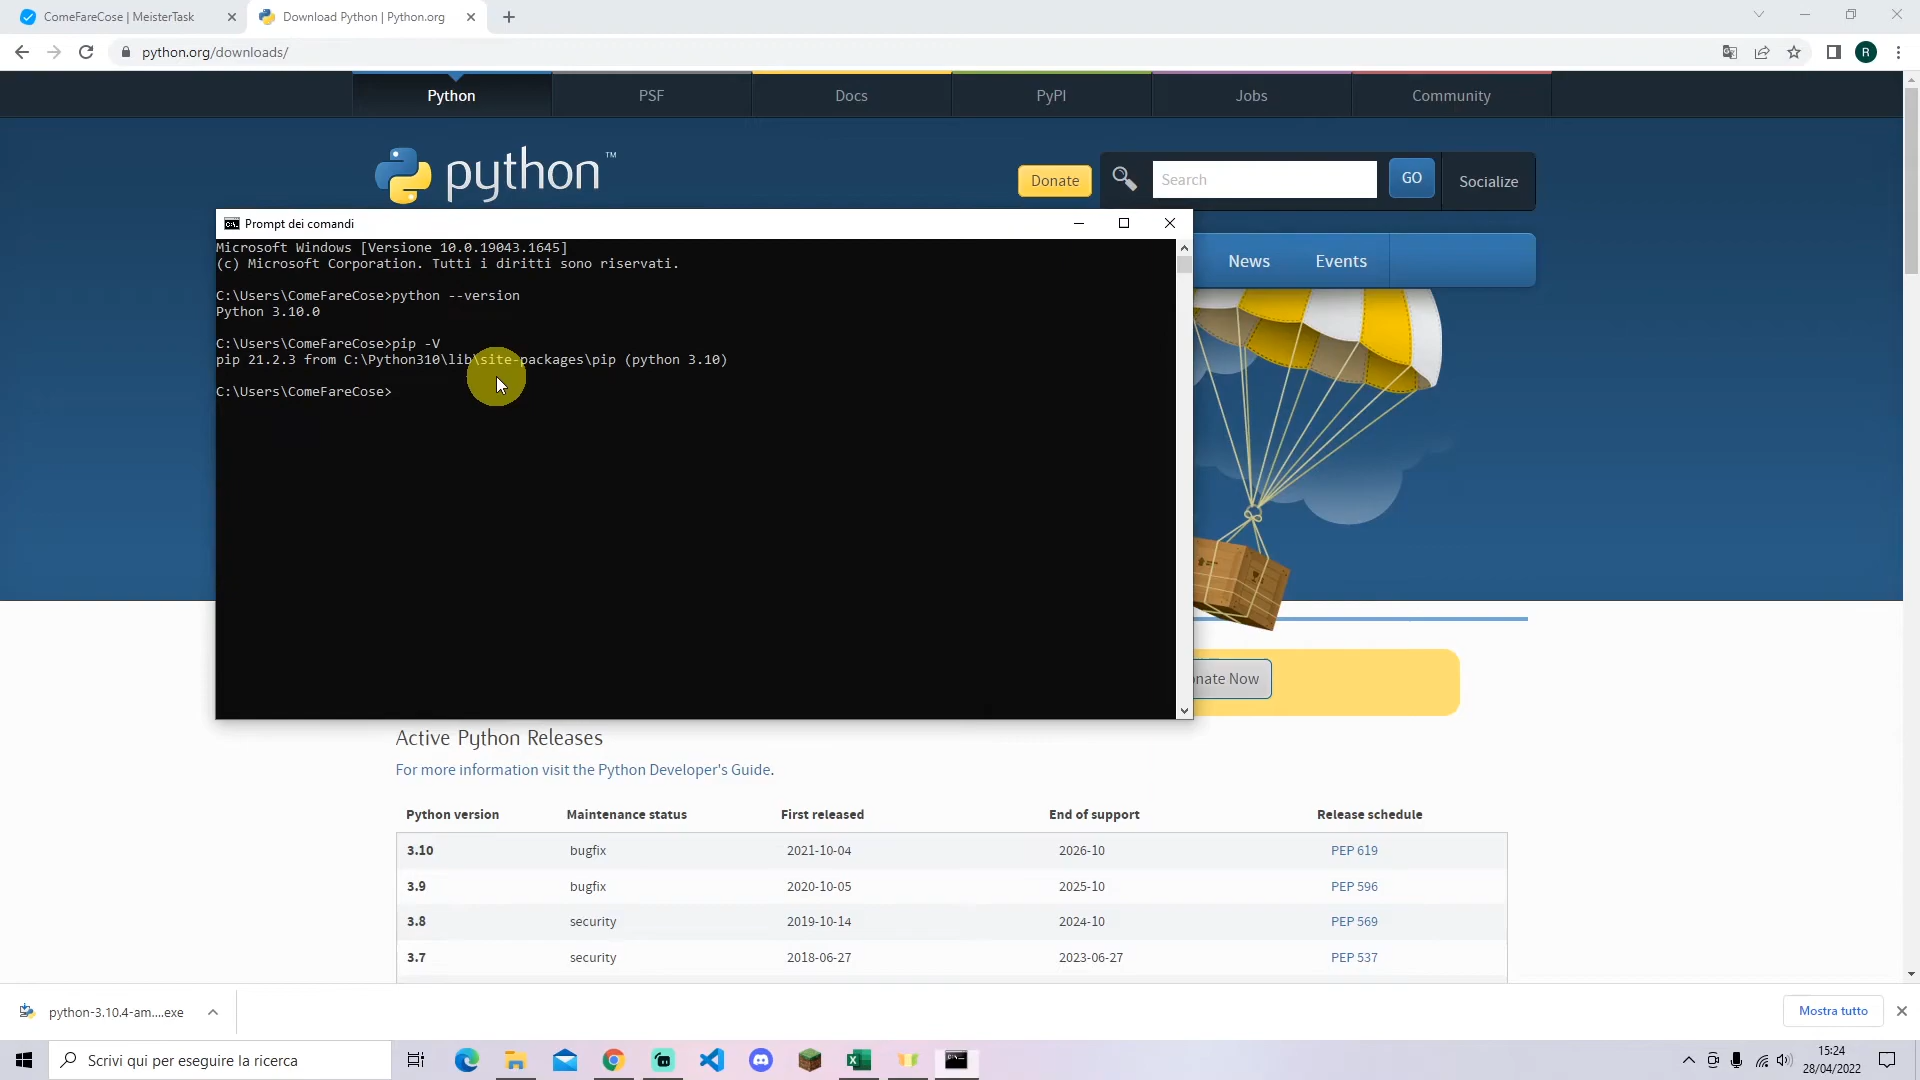 ComeFareCose | MeisterTask
Download Python | Python.org
python.org/downloads/
R
Python
PSF
Docs
PyPI
Jobs
Community
python™
Donate
Search
GO
Socialize
News
Events
Prompt dei comandi
Microsoft Windows [Versione 10.0.19043.1645]
(c) Microsoft Corporation. Tutti i diritti sono riservati.
C:\Users\ComeFareCose>python --version
Python 3.10.0
C:\Users\ComeFareCose>pip -V
pip 21.2.3 from C:\Python310\lib\site-packages\pip (python 3.10)
C:\Users\ComeFareCose>
onate Now
Active Python Releases
For more information visit the Python Developer's Guide.
Python version Maintenance status First released End of support Release schedule
3.10 bugfix 2021-10-04 2026-10 PEP 619
3.9 bugfix 2020-10-05 2025-10 PEP 596
3.8 security 2019-10-14 2024-10 PEP 569
3.7 security 2018-06-27 2023-06-27 PEP 537
python-3.10.4-am....exe
Mostra tutto
Scrivi qui per eseguire la ricerca
15:24
28/04/2022